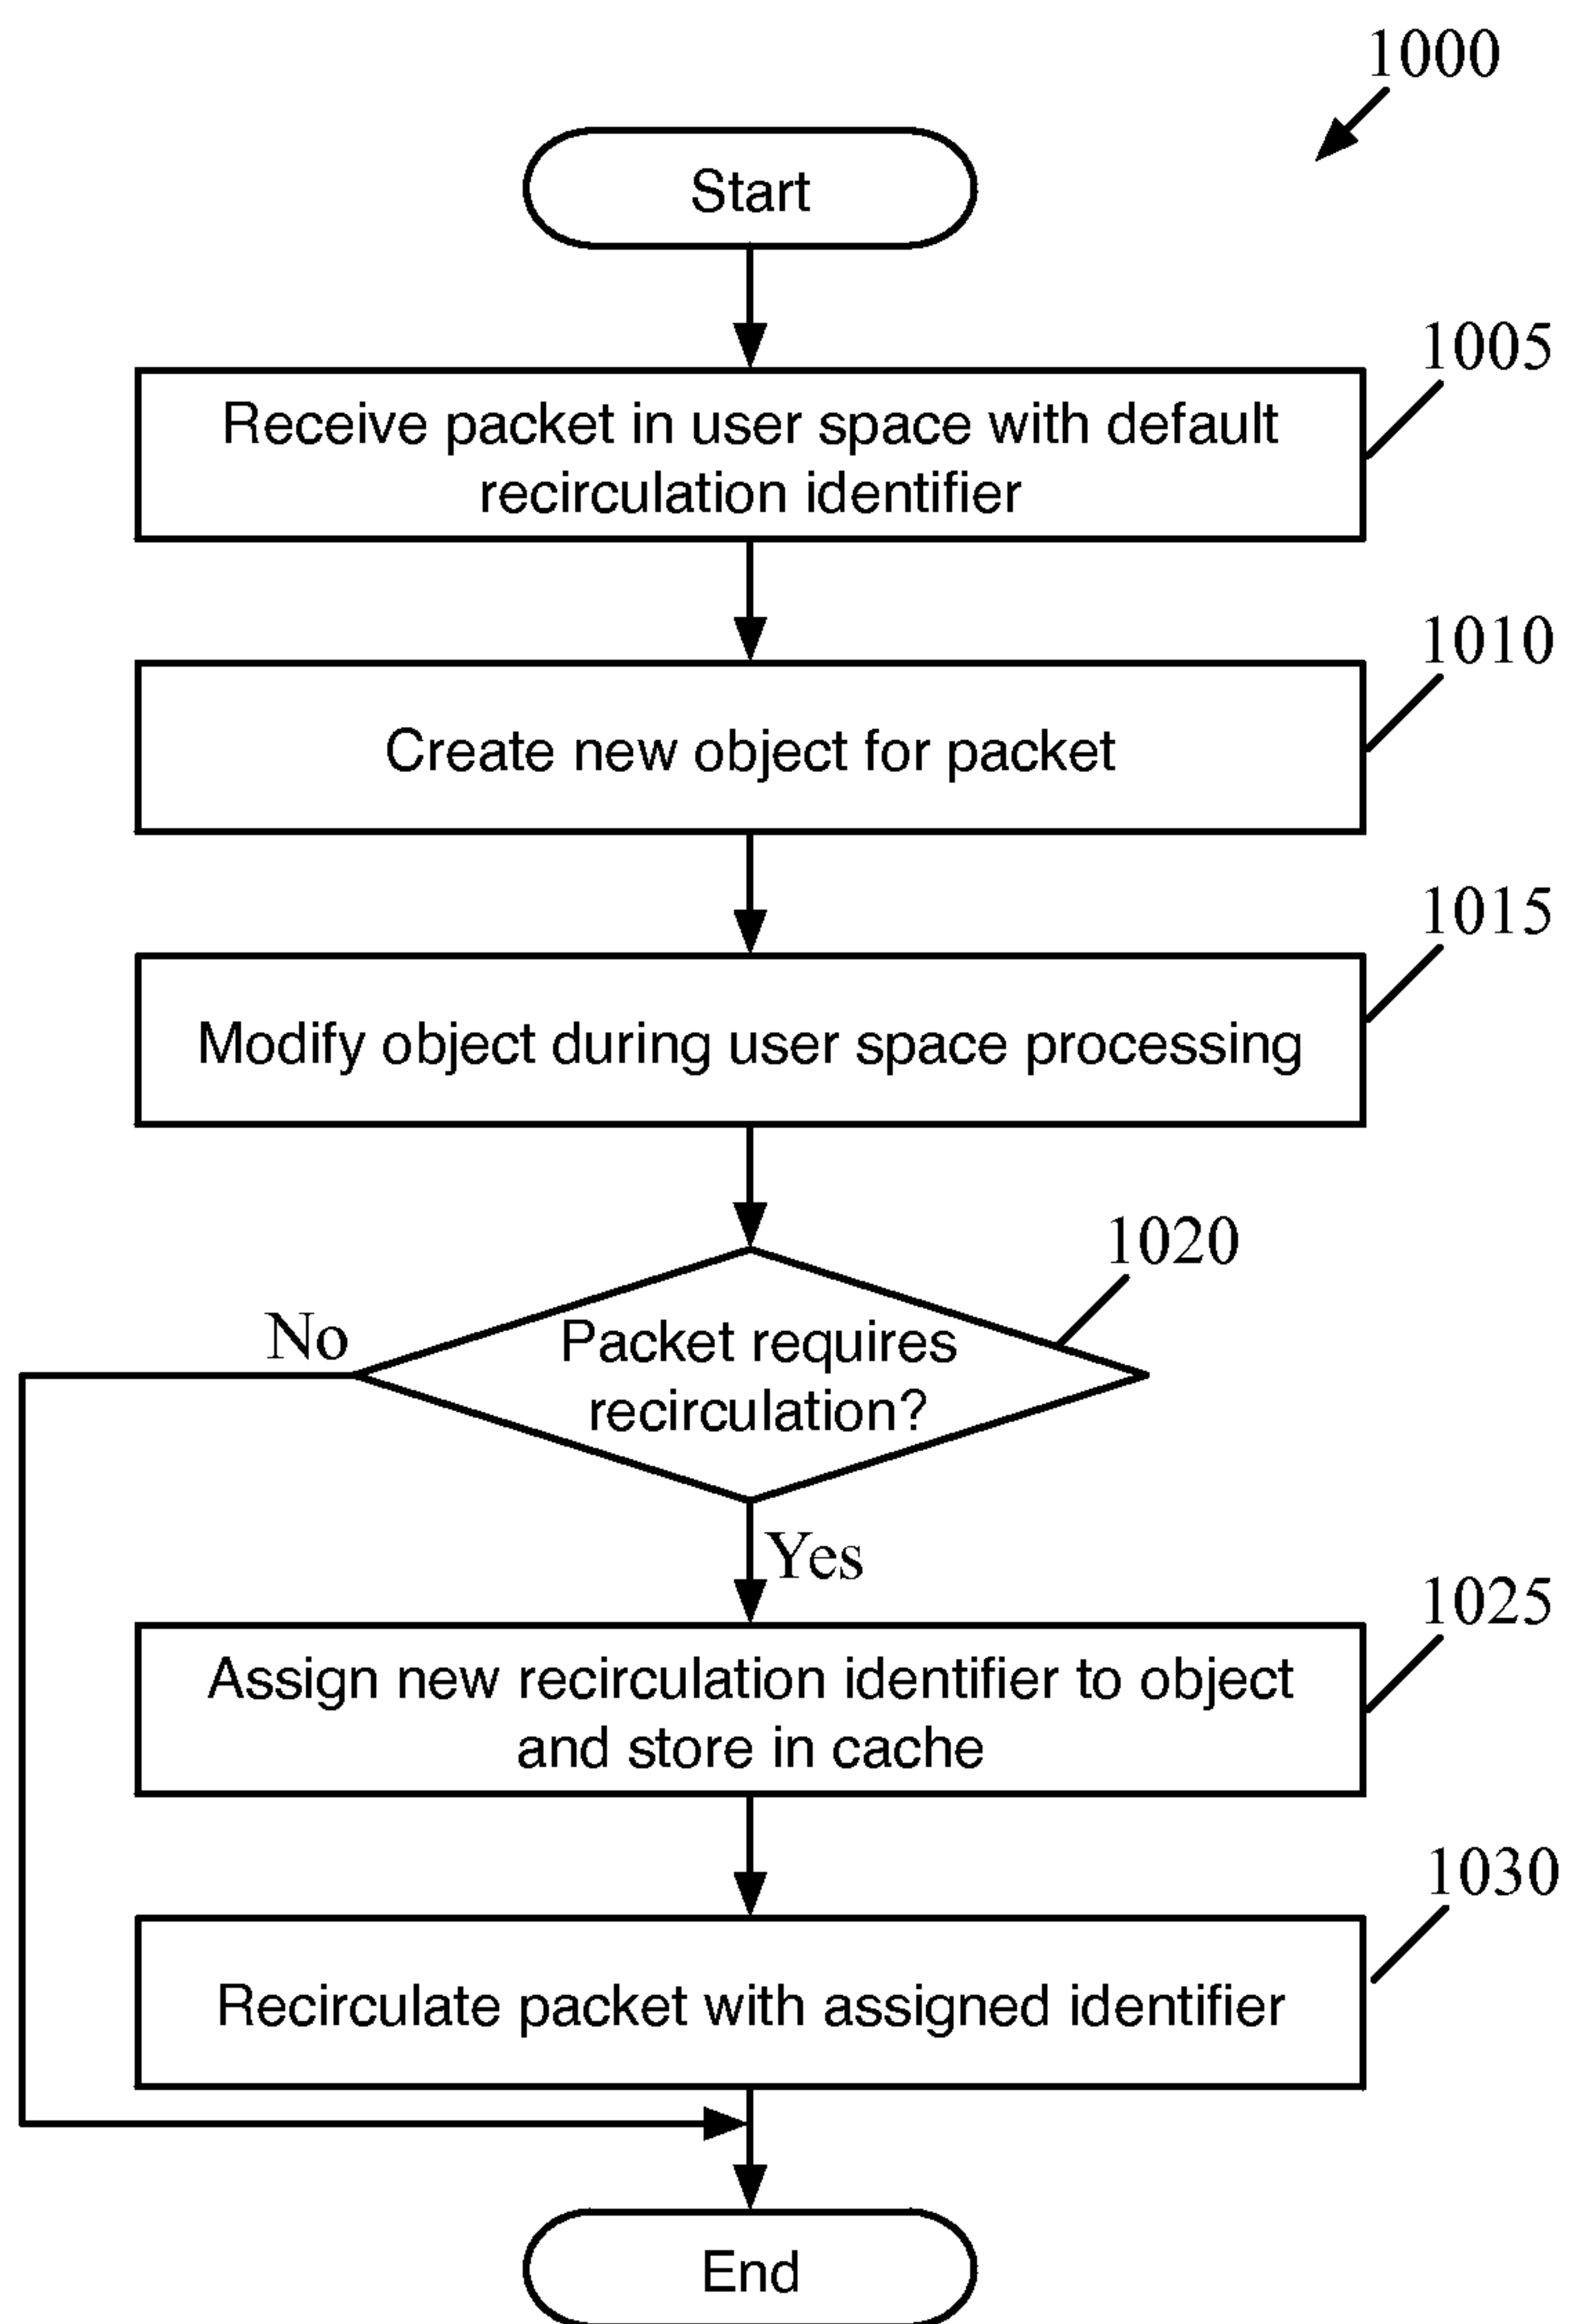 1000
Start
1005
Receive packet in user space with default
recirculation identifier
1010
Create new object for packet
1015
Modify object during user space processing
1020
No
Packet requires
recirculation?
Yes
1025
Assign new recirculation identifier to object
and store in cache
1030
Recirculate packet with assigned identifier
End